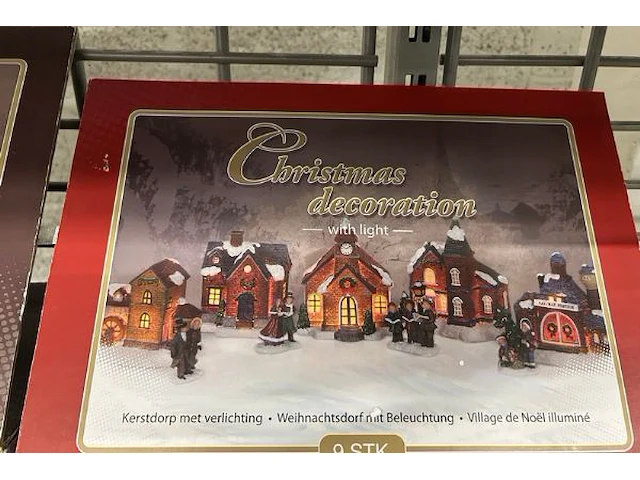 Christmas
decoration
with light
Kerstdorp met verlichting • Weihnachtsdorf mit Beleuchtung • Village de Noël illuminé
9 STK